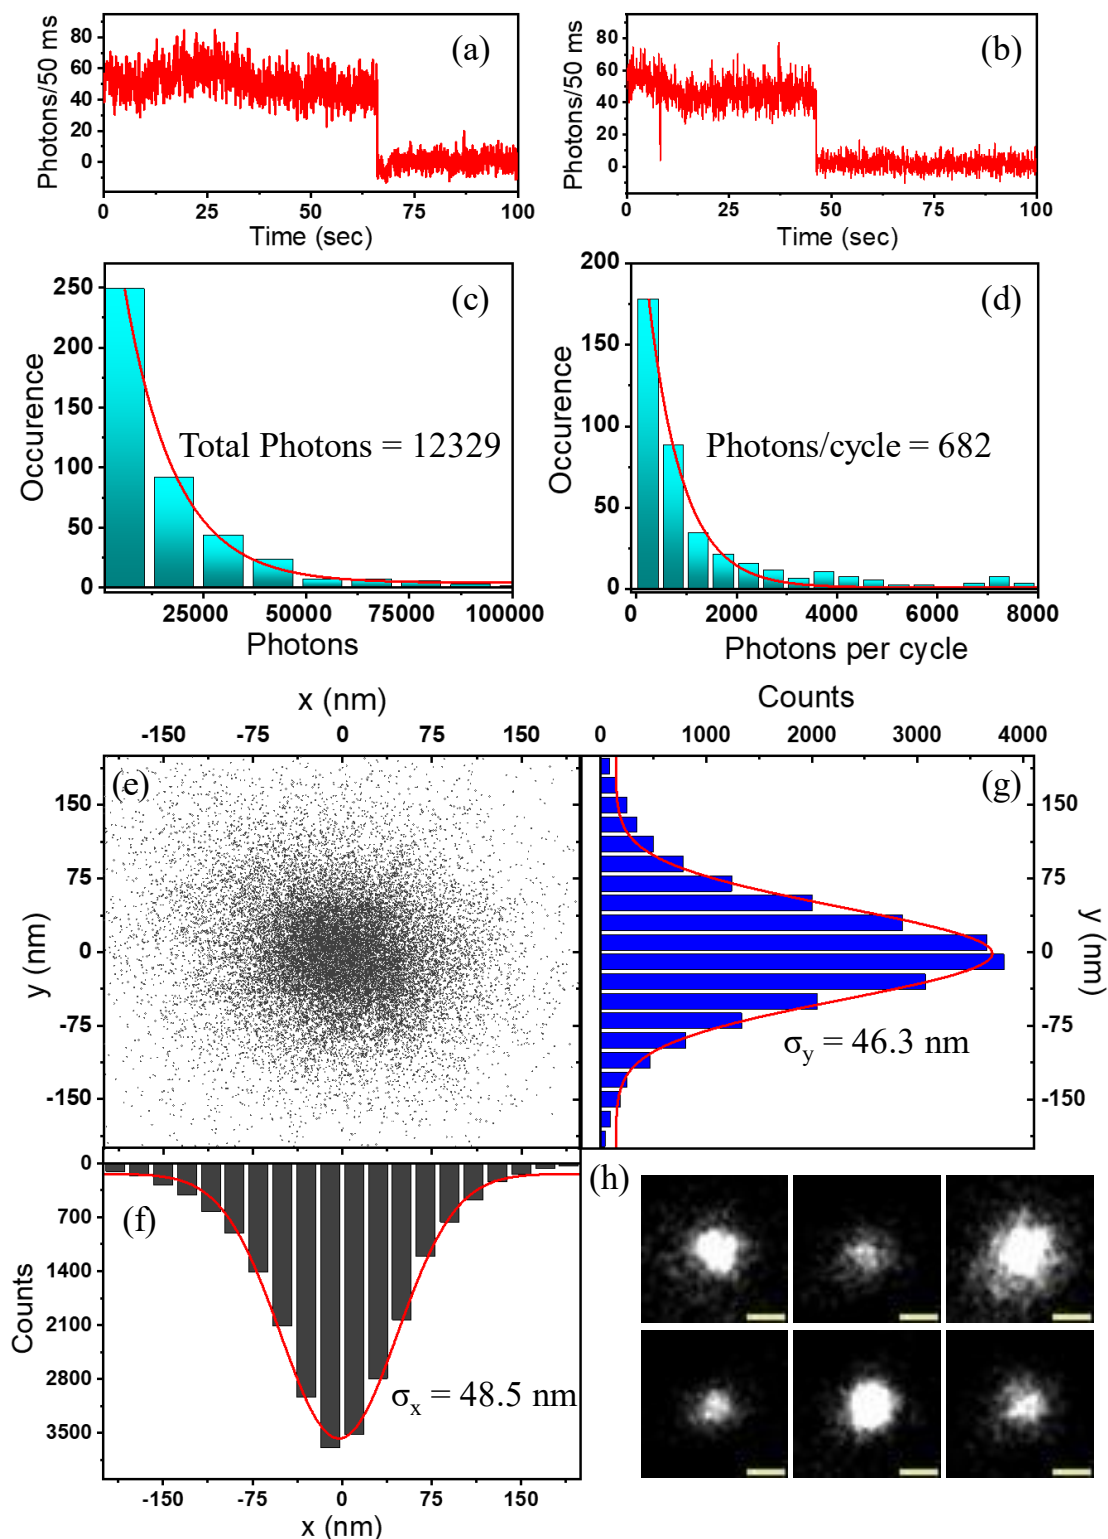 (a)
Photons/50 ms
80
60
40
20
0
0 25 50 75 100
Time (sec)
(b)
Photons/50 ms
80
60
40
20
0
0 25 50 75 100
Time (sec)
(c)
Occurence
250
200
150
100
50
0
Total Photons = 12329
25000 50000 75000 100000
Photons
(d)
Occurence
200
150
100
50
0
Photons/cycle = 682
0 2000 4000 6000 8000
Photons per cycle
x (nm)
-150 -75 0 75 150
(e)
y (nm)
150
75
0
-75
-150
Counts
0 1000 2000 3000 4000
(g)
150
75
0
-75
-150
y (nm)
σy = 46.3 nm
(f)
Counts
0
700
1400
2100
2800
3500
σx = 48.5 nm
-150 -75 0 75 150
x (nm)
(h)